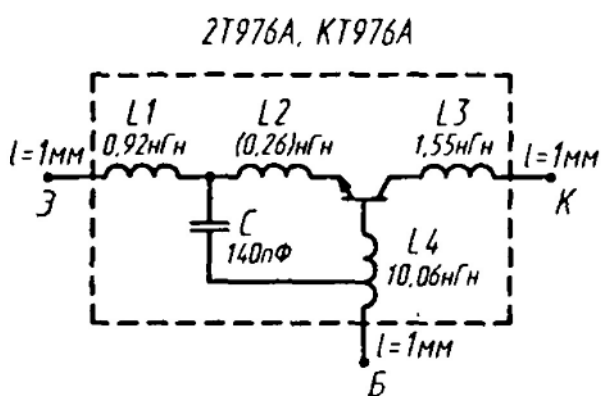 2Т976А, КТ976А
L1
0,92нГн
L2
(0,26)нГн
L3
1,55нГн
l=1мм
Э
l=1мм
К
C
140пФ
L4
10,06нГн
l=1мм
Б